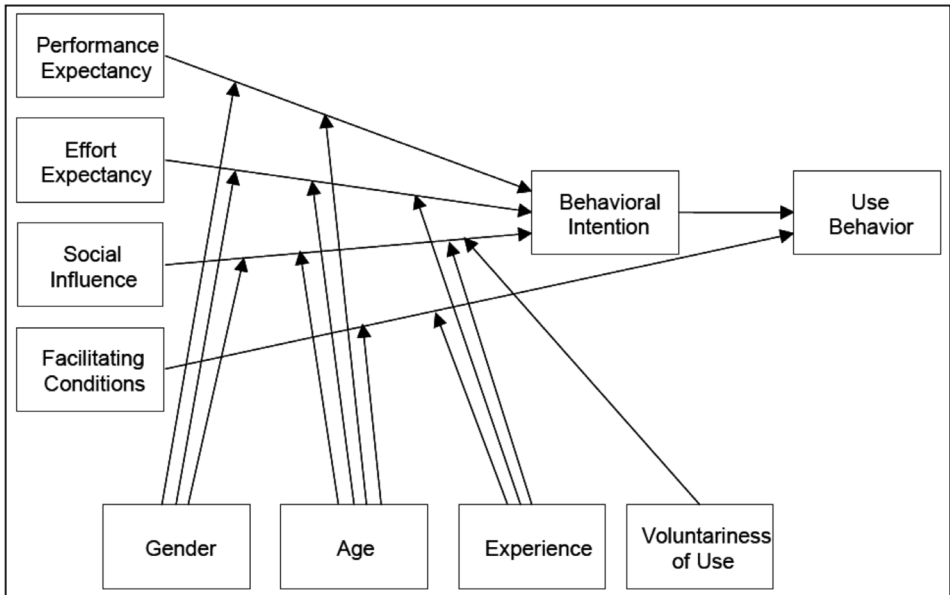 Performance
Expectancy
Effort
Expectancy
Social
Influence
Facilitating
Conditions
Behavioral
Intention
Use
Behavior
Gender
Age
Experience
Voluntariness
of Use